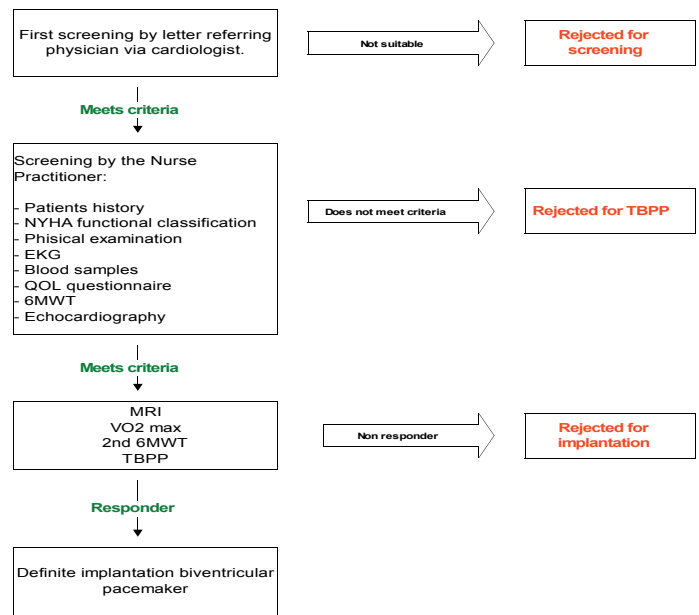 First screening by letter referring
physician via cardiologist.
Not suitable
Rejected for
screening
Meets criteria
Screening by the Nurse
Practitioner:
- Patients history
- NYHA functional classification
- Phisical examination
- EKG
- Blood samples
- QOL questionnaire
- 6MWT
- Echocardiography
Does not meet criteria
Rejected for TBPP
Meets criteria
MRI
VO2 max
2nd 6MWT
TBPP
Non responder
Rejected for
implantation
Responder
Definite implantation biventricular
pacemaker